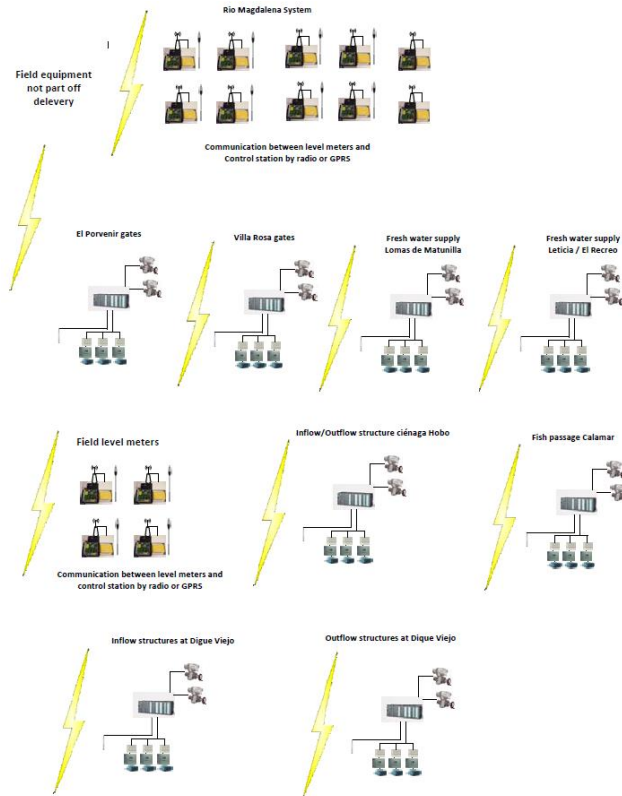 Rio Magdalena System
Field equipment
not part off
delevery
Communication between level meters and
Control station by radio or GPRS
El Porvenir gates
Villa Rosa gates
Fresh water supply
Lomas de Matunilla
Fresh water supply
Leticia / El Recreo
Field level meters
Inflow/Outflow structure ciénaga Hobo
Fish passage Calamar
Communication between level meters and
control station by radio or GPRS
Inflow structures at Digue Viejo
Outflow structures at Dique Viejo